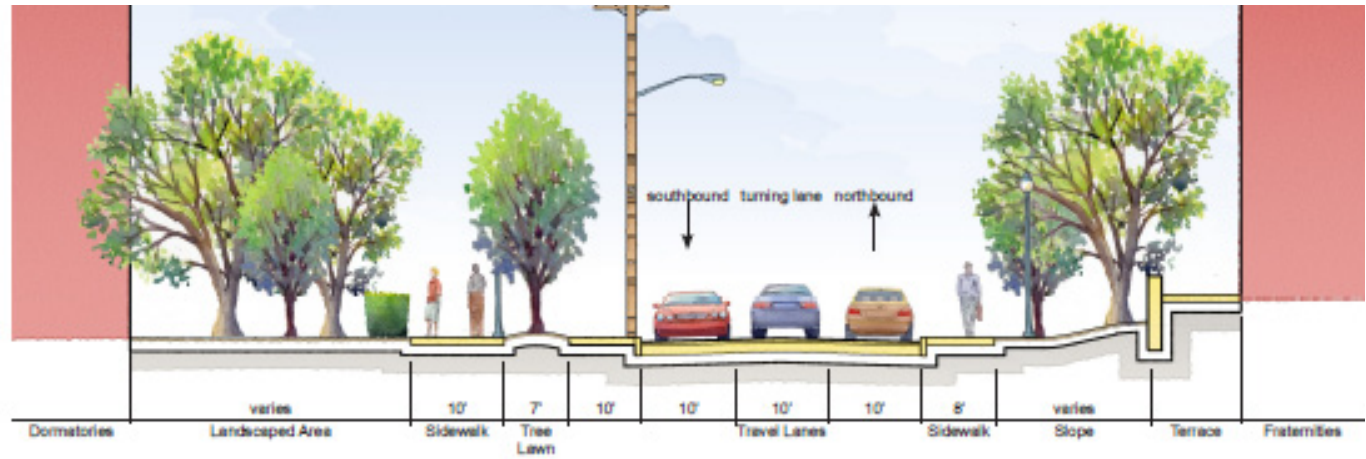 southbound turning lane northbound
varies 10' 7' 10' 10' 10' 10' 8' varies
Dormatories Landscaped Area Sidewalk Tree Lawn Travel Lanes Sidewalk Slope Terrace Fraternities